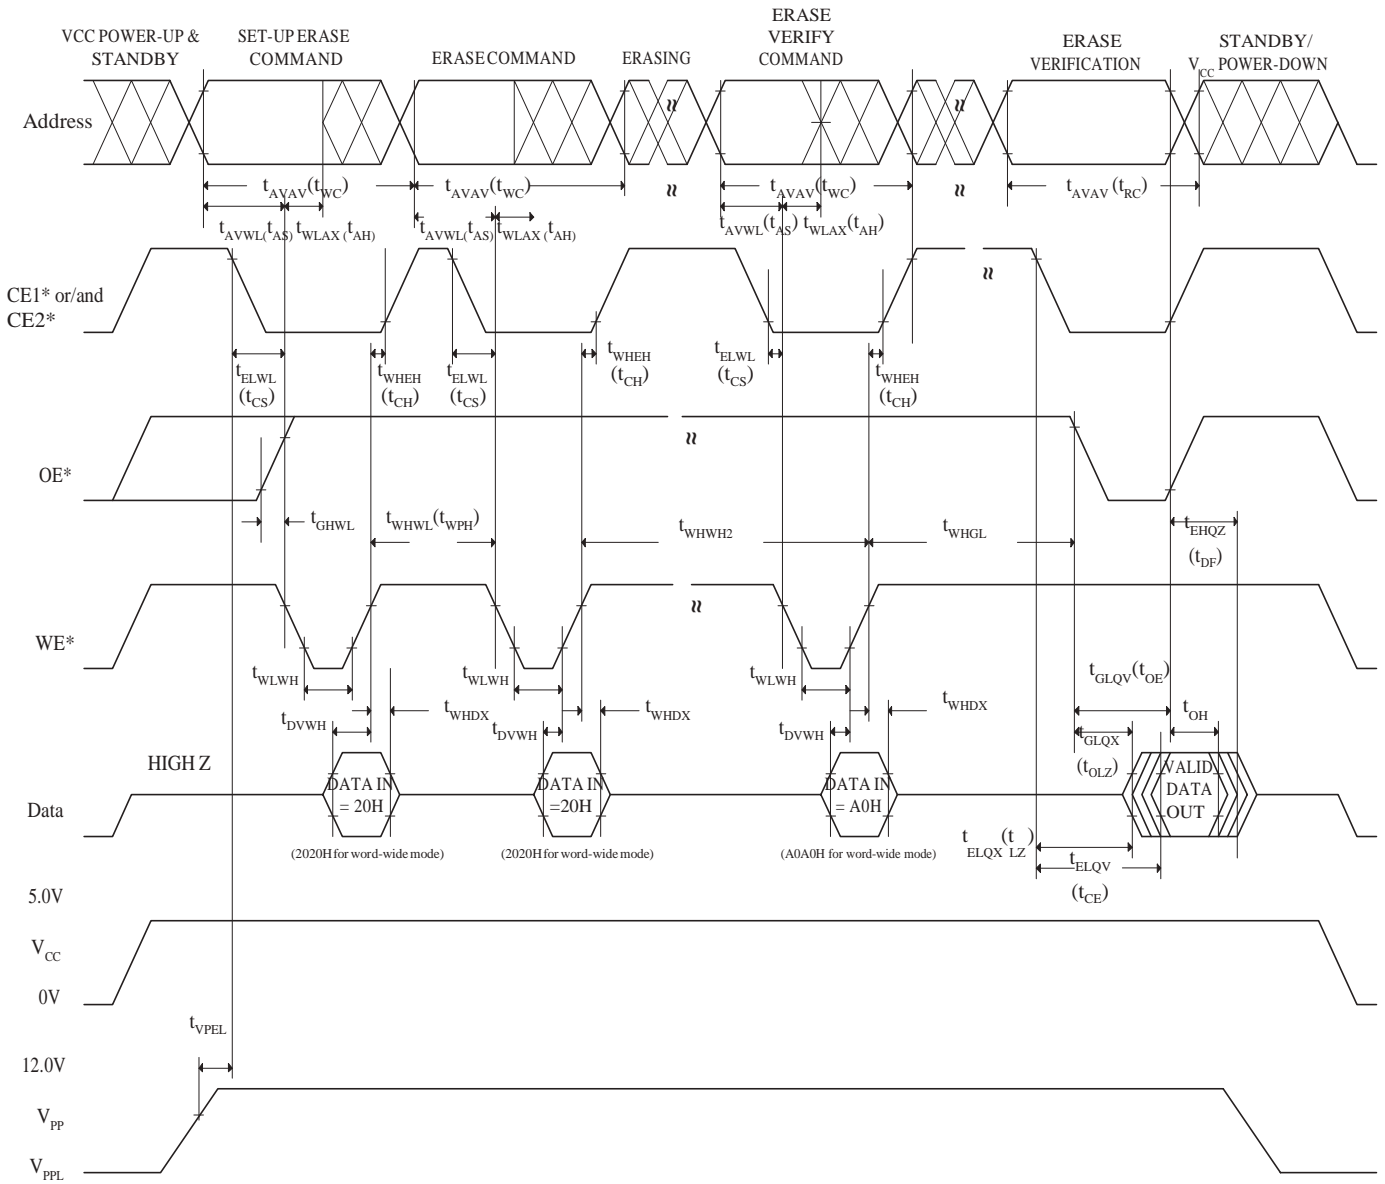 VCC POWER-UP &
STANDBY
SET-UP ERASE
COMMAND
ERASE COMMAND
ERASING
ERASE
VERIFY
COMMAND
ERASE
VERIFICATION
STANDBY/
VCC POWER-DOWN
Address
tAVAV(tWC)
tAVAV(tWC)
tAVAV(tWC)
tAVAV(tRC)
tAVWL(tAS)
tWLAX (tAH)
tAVWL(tAS)
tWLAX (tAH)
tAVWL(tAS)
tWLAX(tAH)
CE1* or/and
CE2*
tELWL
(tCS)
tWHEH
(tCH)
tELWL
(tCS)
tWHEH
(tCH)
tELWL
(tCS)
tWHEH
(tCH)
OE*
tGHWL
tWHWL(tWPH)
tWHWH2
tWHGL
tEHQZ
(tDF)
WE*
tWLWH
tWLWH
tWLWH
tGLQV(tOE)
tDVWH
tWHDX
tDVWH
tWHDX
tDVWH
tWHDX
tOH
tGLQX
(tOLZ)
HIGH Z
Data
DATA IN
= 20H
DATA IN
=20H
DATA IN
= A0H
VALID
DATA
OUT
(2020H for word-wide mode)
(2020H for word-wide mode)
(A0A0H for word-wide mode)
tELQX(tLZ)
tELQV
(tCE)
5.0V
VCC
0V
tVPEL
12.0V
VPP
VPPL